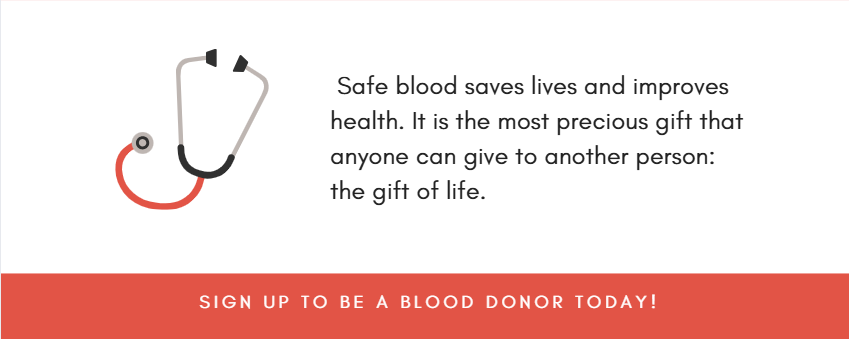 Safe blood saves lives and improves
health. It is the most precious gift that
anyone can give to another person:
the gift of life.
SIGN UP TO BE A BLOOD DONOR TODAY!